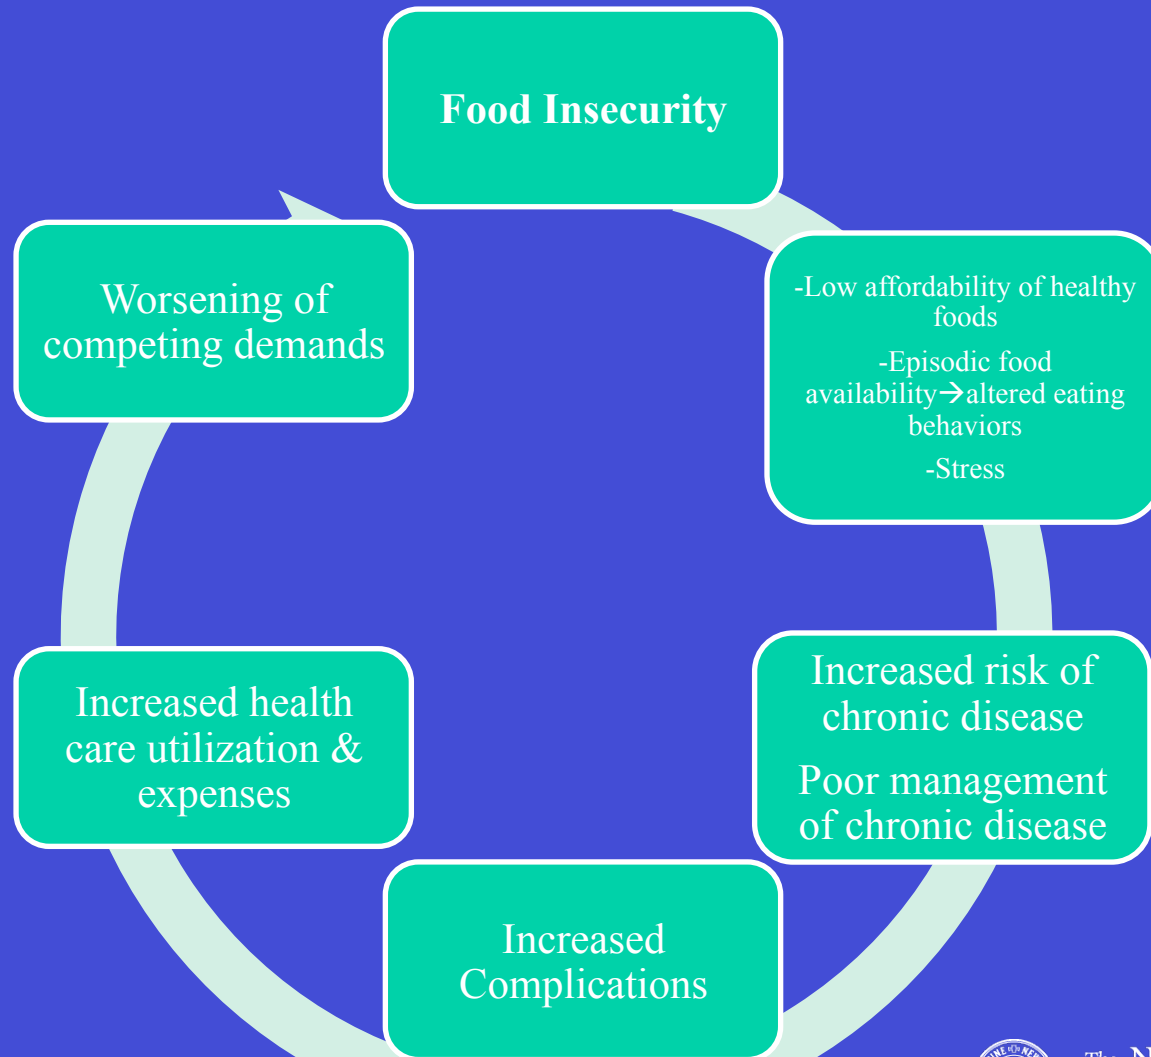 Food Insecurity
-Low affordability of healthy
foods
-Episodic food
availability→altered eating
behaviors
-Stress
Increased risk of
chronic disease
Poor management
of chronic disease
Increased
Complications
Increased health
care utilization &
expenses
Worsening of
competing demands
The N